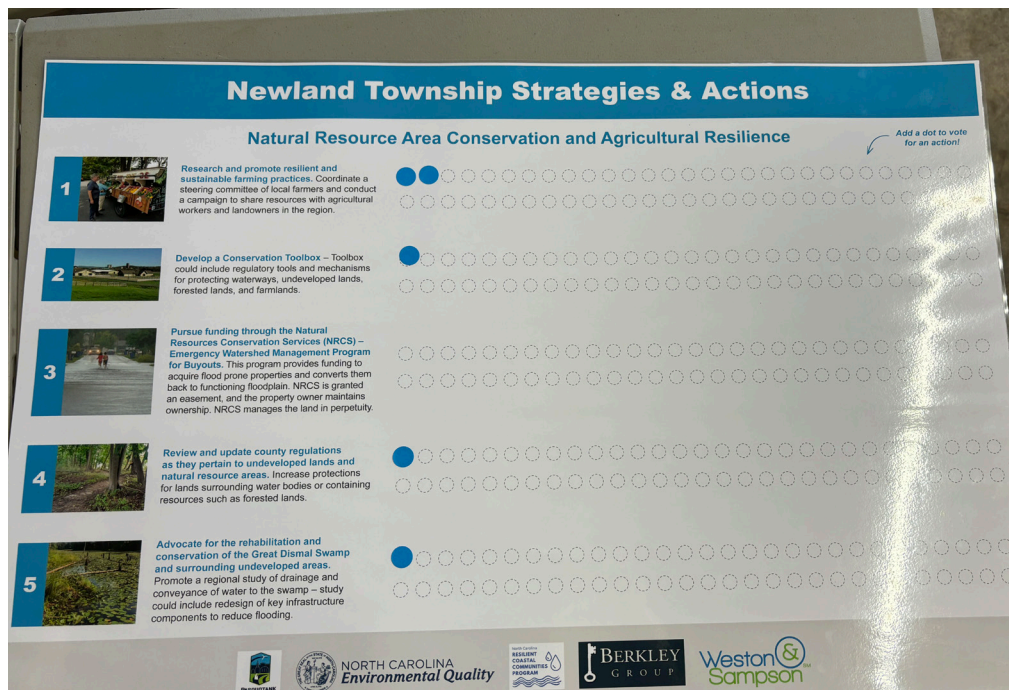 Newland Township Strategies & Actions
Natural Resource Area Conservation and Agricultural Resilience
Add a dot to vote
for an action!
1
Research and promote resilient and
sustainable farming practices. Coordinate a
steering committee of local farmers and conduct
a campaign to share resources with agricultural
workers and landowners in the region.
2
Develop a Conservation Toolbox – Toolbox
could include regulatory tools and mechanisms
for protecting waterways, undeveloped lands,
forested lands, and farmlands.
3
Pursue funding through the Natural
Resources Conservation Services (NRCS) –
Emergency Watershed Management Program
for Buyouts. This program provides funding to
acquire flood prone properties and converts them
back to functioning floodplain. NRCS is granted
an easement, and the property owner maintains
ownership. NRCS manages the land in perpetuity.
4
Review and update county regulations
as they pertain to undeveloped lands and
natural resource areas. Increase protections
for lands surrounding water bodies or containing
resources such as forested lands.
5
Advocate for the rehabilitation and
conservation of the Great Dismal Swamp
and surrounding undeveloped areas.
Promote a regional study of drainage and
conveyance of water to the swamp – study
could include redesign of key infrastructure
components to reduce flooding.
PASQUOTANK
NORTH CAROLINA
Environmental Quality
North Carolina
RESILIENT
COASTAL
COMMUNITIES
PROGRAM
BERKLEY
GROUP
Weston &
Sampson